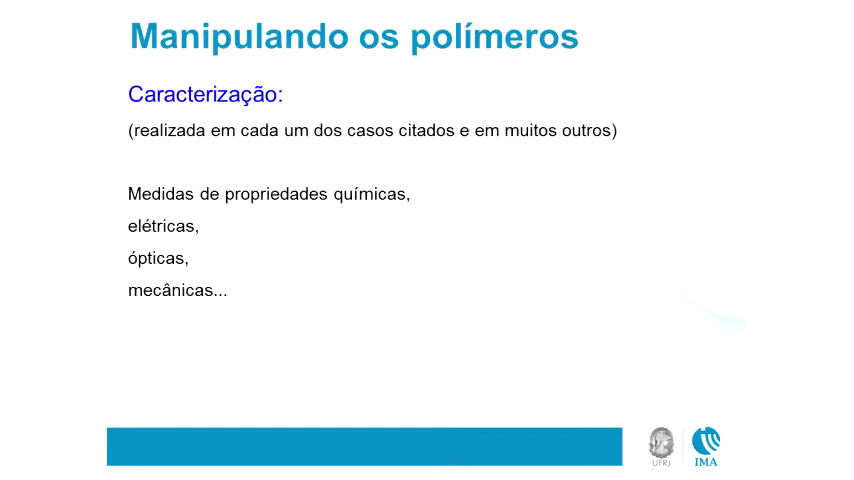 Manipulando os polímeros
Caracterização:
(realizada em cada um dos casos citados e em muitos outros)
Medidas de propriedades químicas,
elétricas,
ópticas,
mecânicas...
UFRJ
IMA